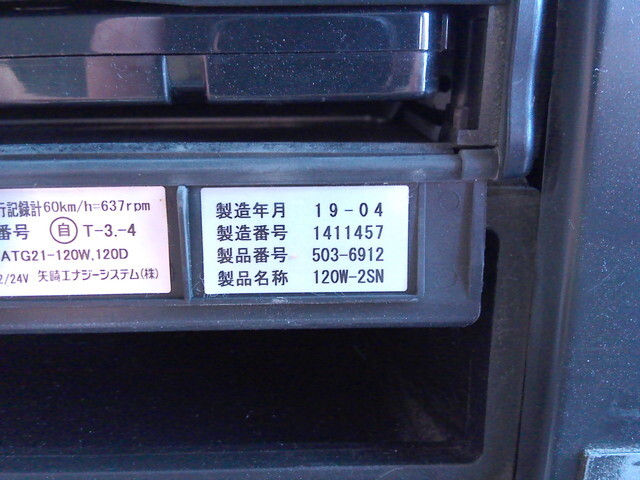 行記録計60km/h=637rpm
番号 自 T-3.-4
ATG21-120W,120D
2/24V 矢崎エナジーシステム(株)
製造年月 19-04
製造番号 1411457
製品番号 503-6912
製品名称 120W-2SN